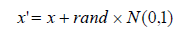 x'= x + rand × N(0,1)